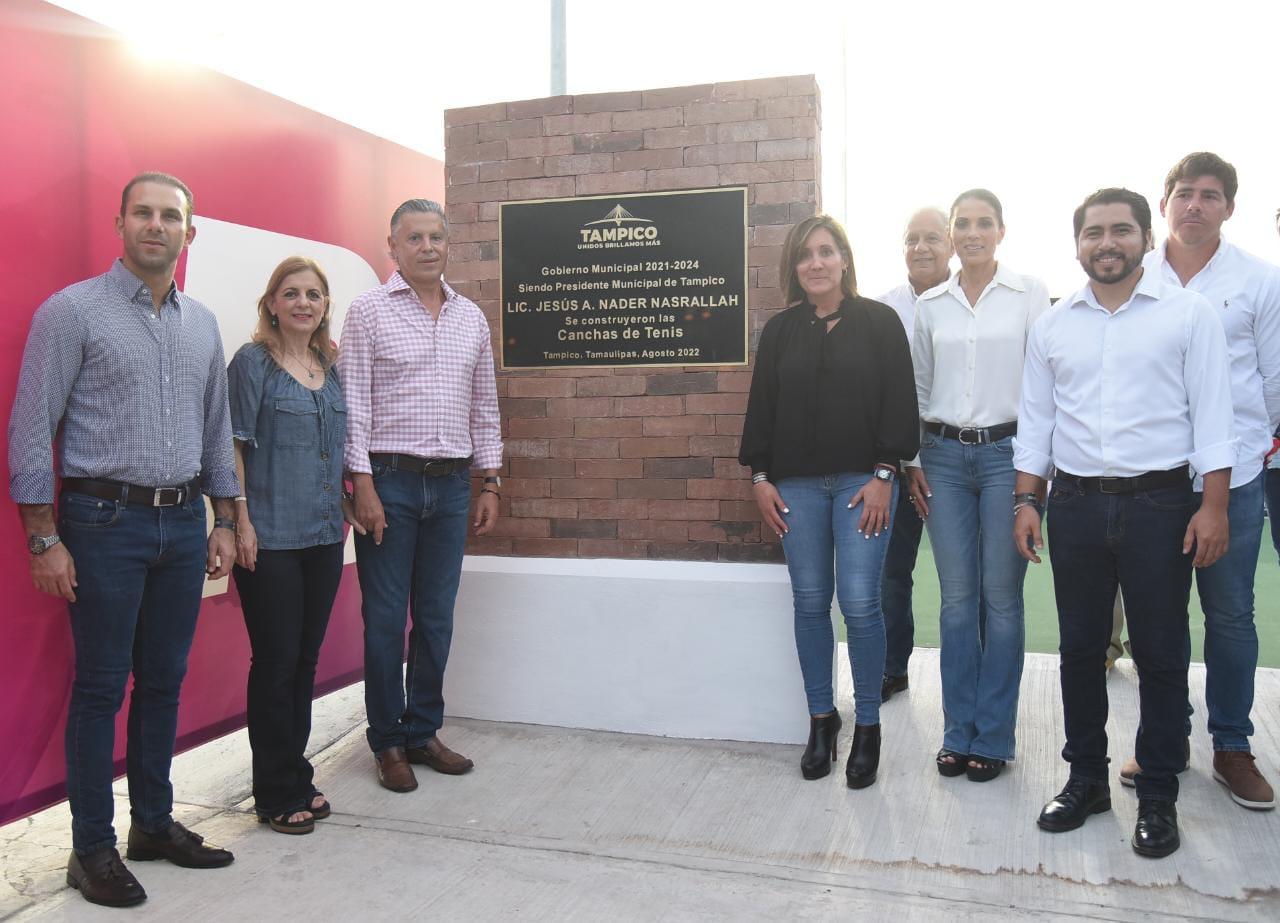 TAMPICO
UNIDOS BRILLAMOS MÁS
Gobierno Municipal 2021-2024
Siendo Presidente Municipal de Tampico
LIC. JESÚS A. NADER NASRALLAH
Se construyeron las
Canchas de Tenis
Tampico, Tamaulipas, Agosto 2022